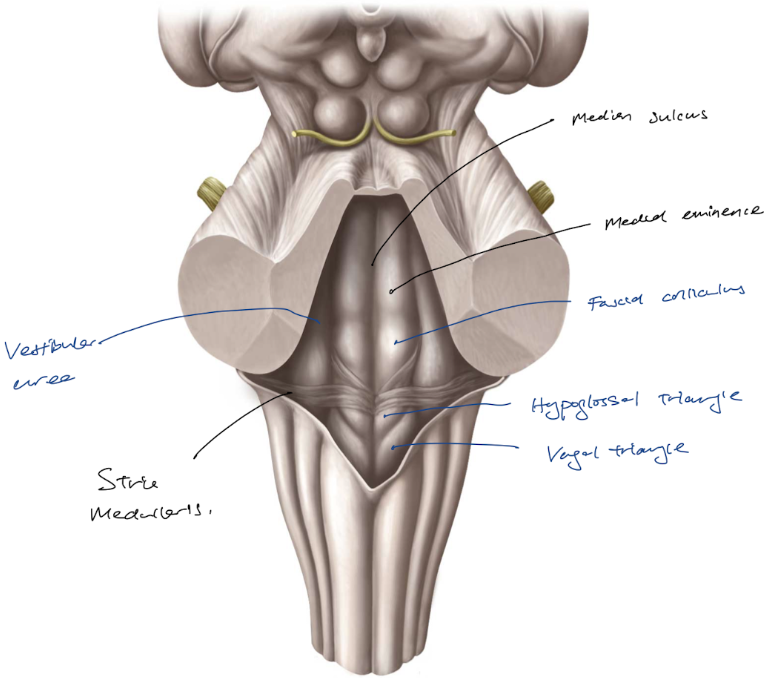 Median sulcus
Medial eminence
Facial colliculus
Vestibular
area
Hypoglossal Triangle
Vagal triangle
Stria
Medullaris.